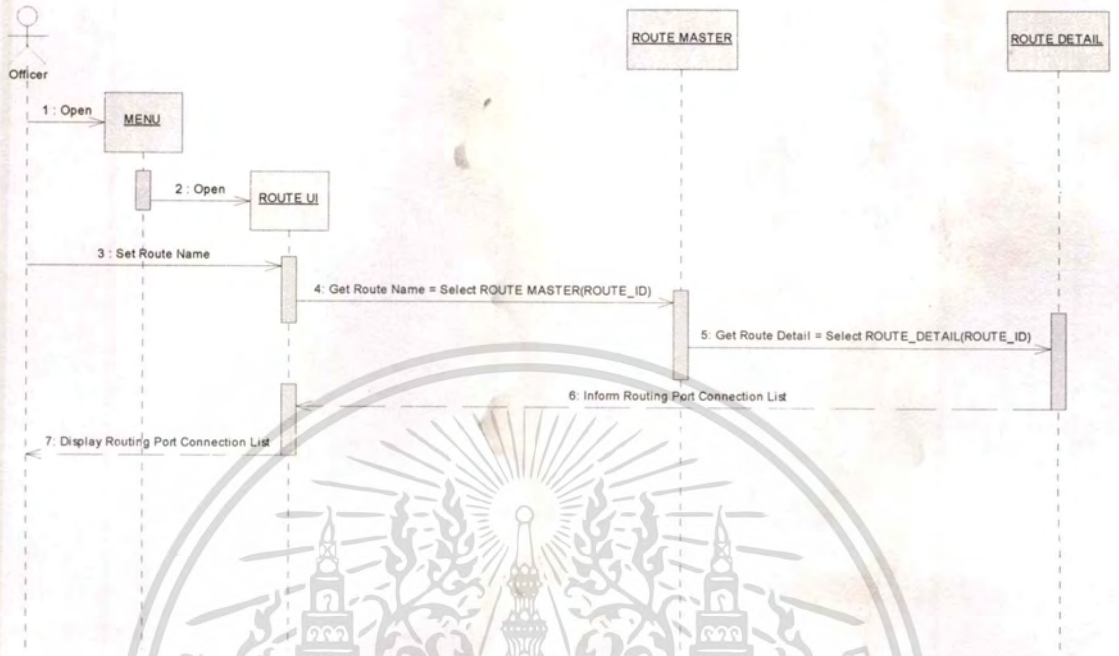 ROUTE MASTER
ROUTE DETAIL
Officer
1 : Open
MENU
2 : Open
ROUTE UI
3 : Set Route Name
4: Get Route Name = Select ROUTE MASTER(ROUTE_ID)
5: Get Route Detail = Select ROUTE_DETAIL(ROUTE_ID)
6: Inform Routing Port Connection List
7: Display Routing Port Connection List